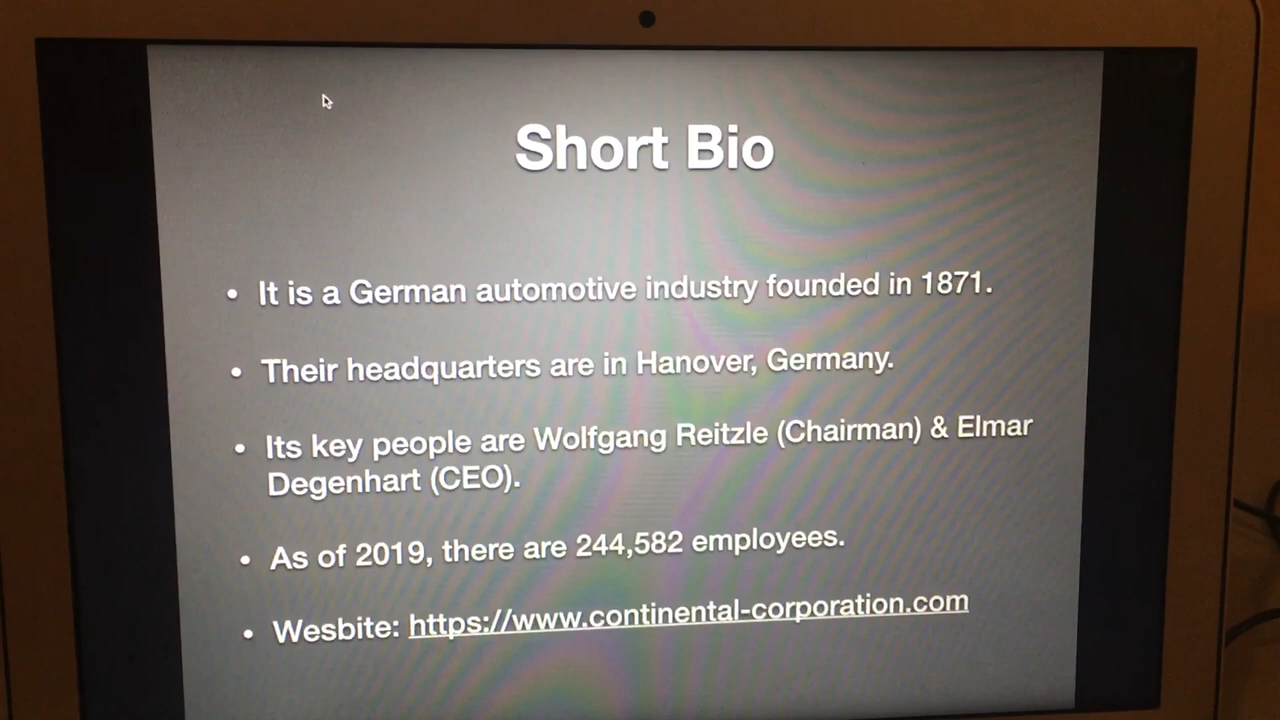 Short Bio
• It is a German automotive industry founded in 1871.
• Their headquarters are in Hanover, Germany.
• Its key people are Wolfgang Reitzle (Chairman) & Elmar
Degenhart (CEO).
• As of 2019, there are 244,582 employees.
• Wesbite: https://www.continental-corporation.com